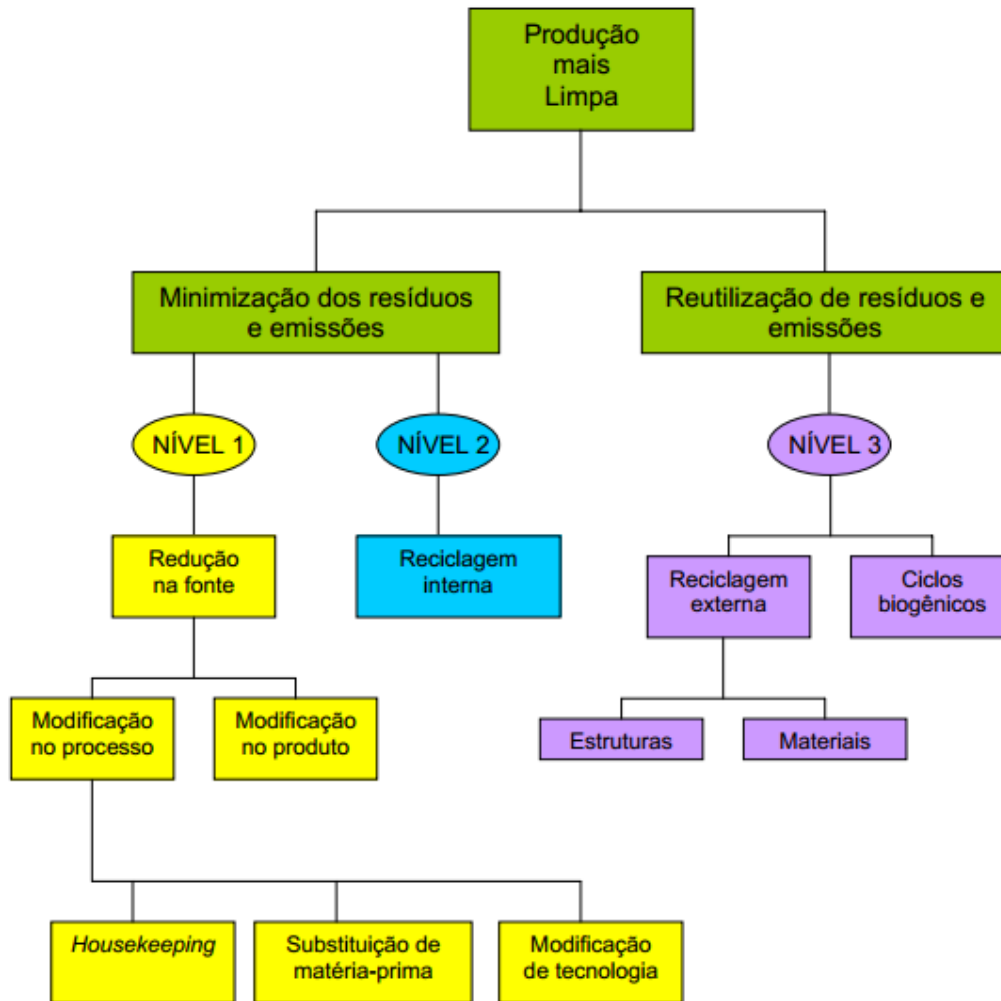 Produção
mais
Limpa
Minimização dos resíduos
e emissões
Reutilização de resíduos e
emissões
NÍVEL 1
NÍVEL 2
NÍVEL 3
Redução
na fonte
Reciclagem
interna
Reciclagem
externa
Ciclos
biogênicos
Modificação
no processo
Modificação
no produto
Estruturas
Materiais
Housekeeping
Substituição de
matéria-prima
Modificação
de tecnologia